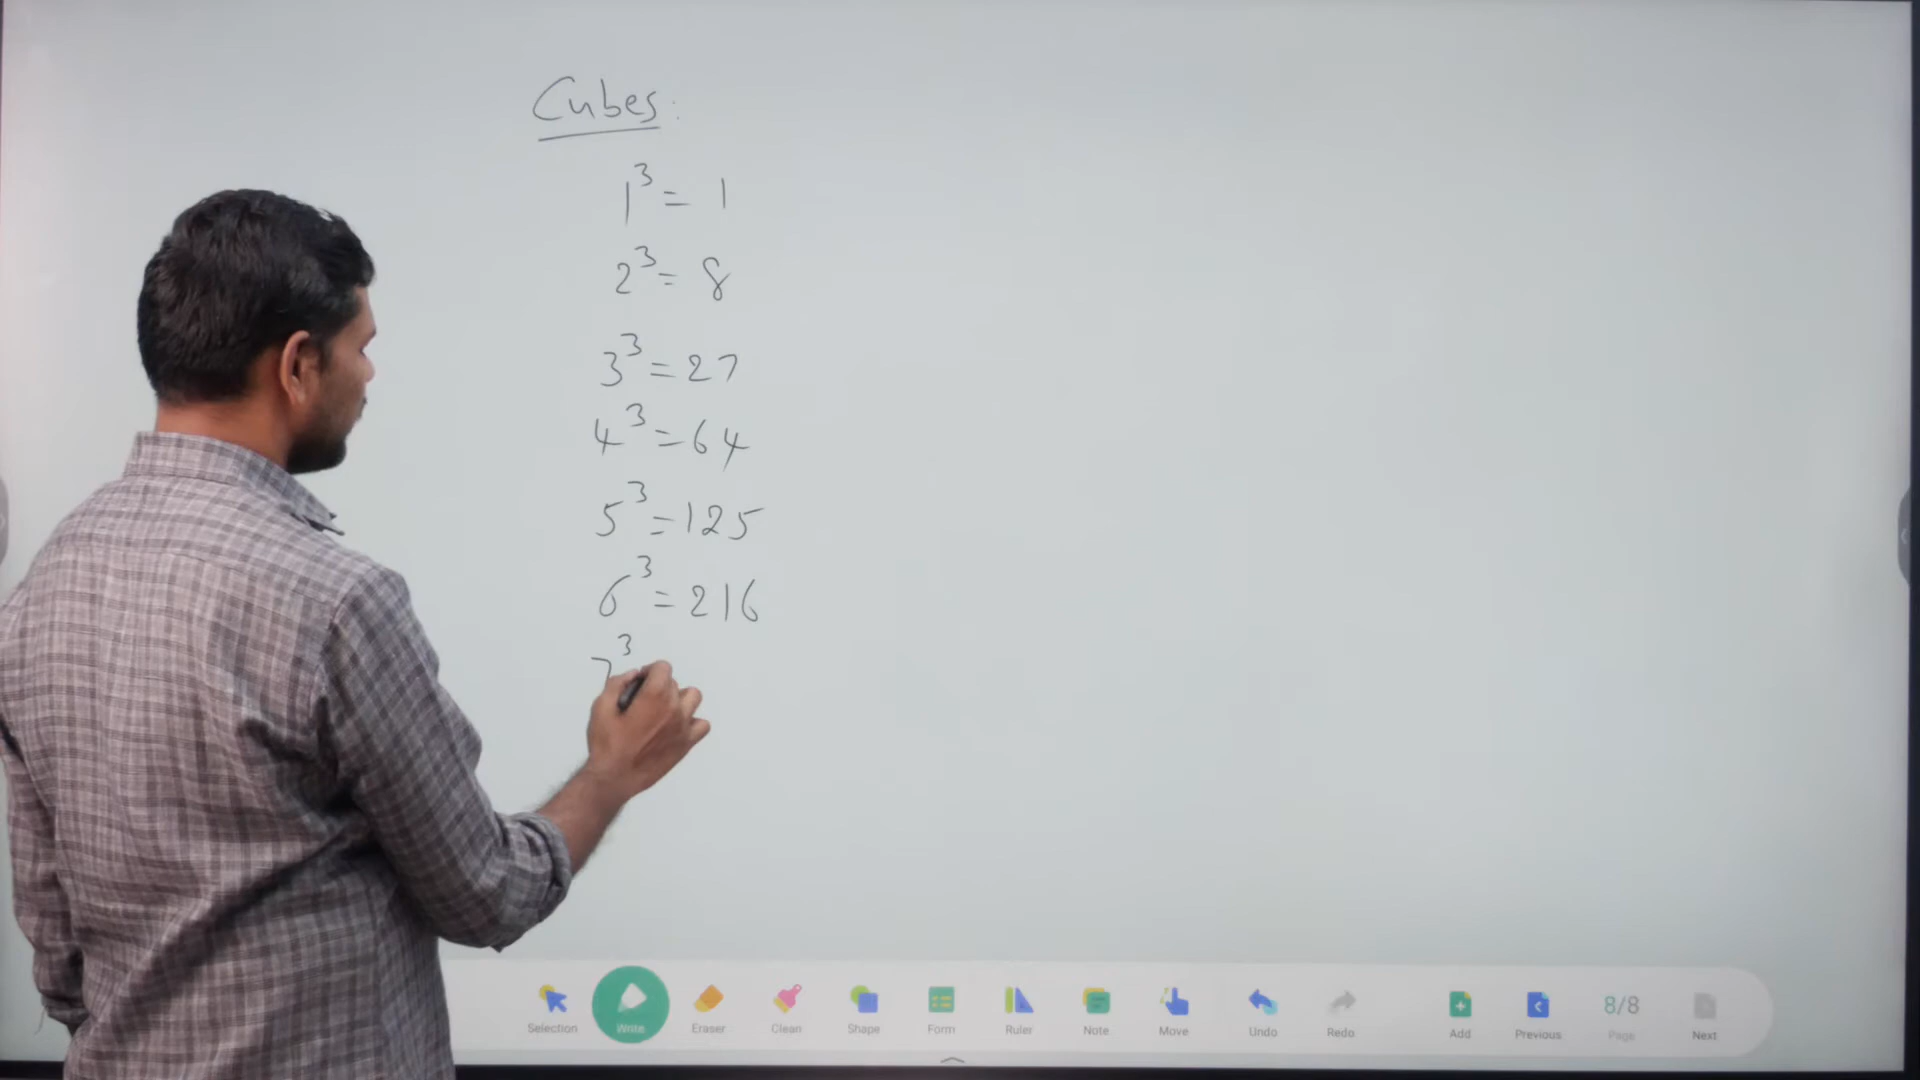 Cubes:
1³ = 1
2³ = 8
3³ = 27
4³ = 64
5³ = 125
6³ = 216
7³
Selection Write Eraser Clean Shape Form Ruler Note Move Undo Redo Add Previous 8/8 Page Next